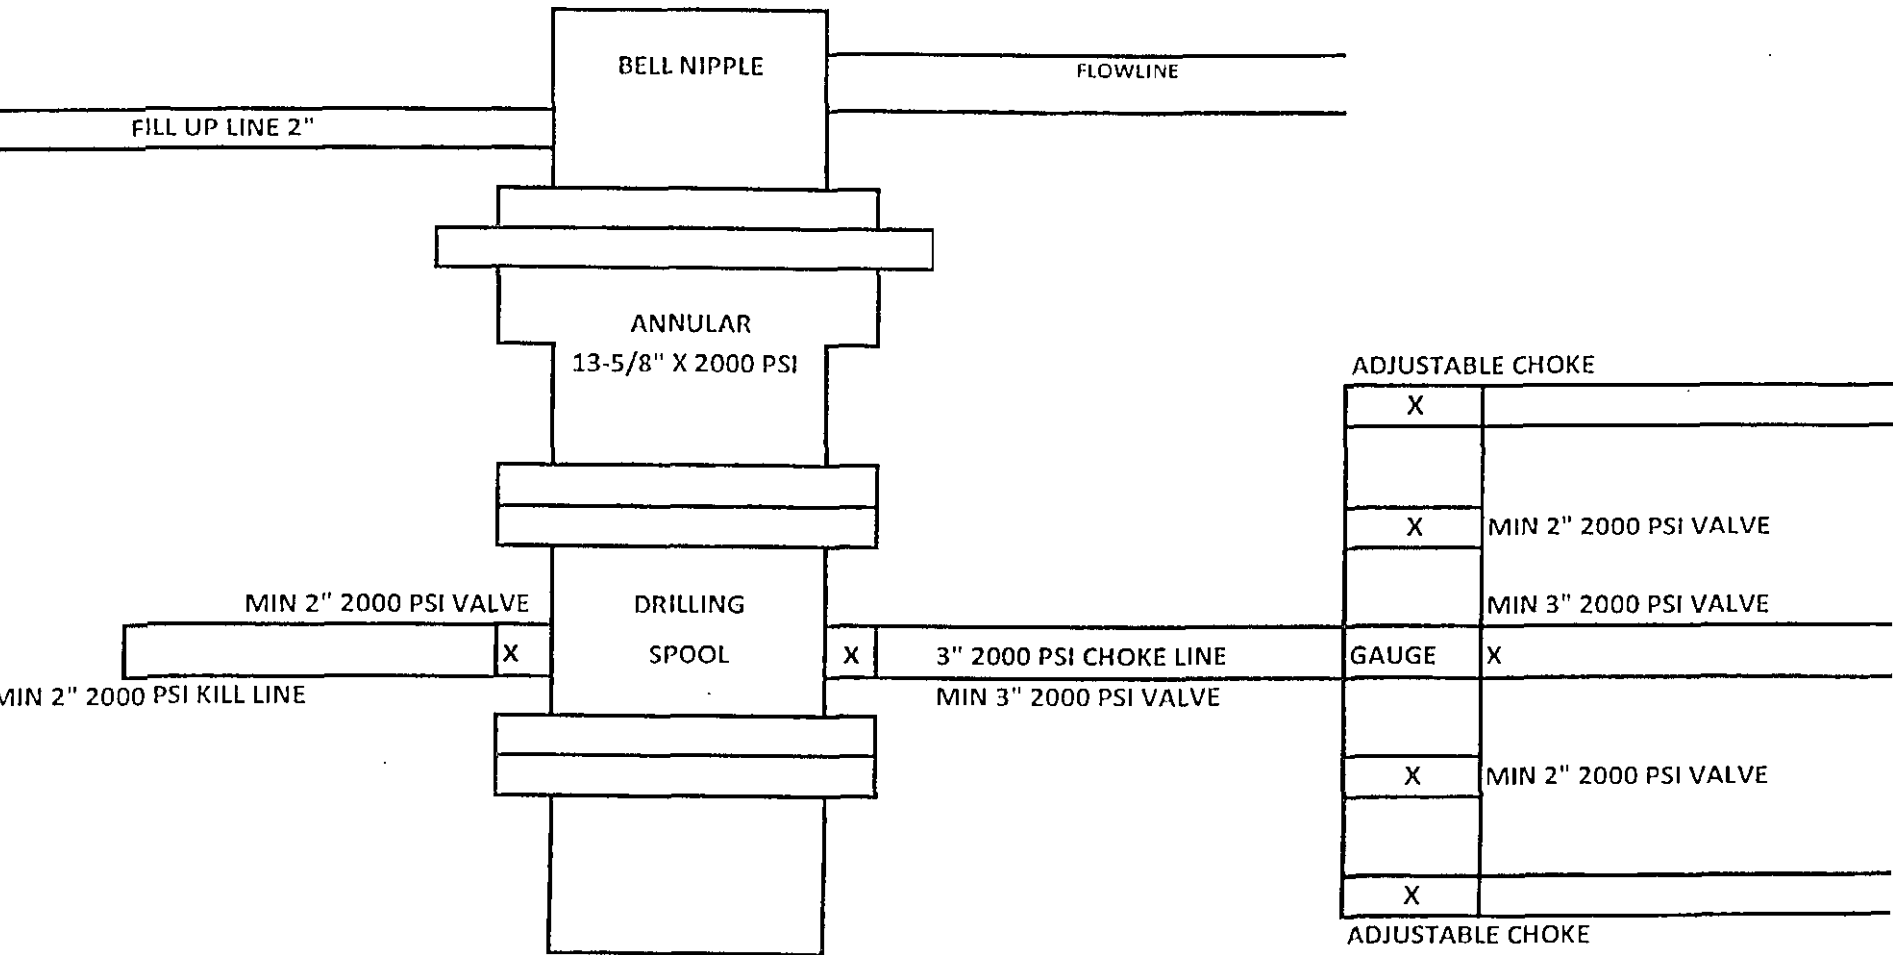 BELL NIPPLE
FLOWLINE
FILL UP LINE 2"
ANNULAR
13-5/8" X 2000 PSI
ADJUSTABLE CHOKE
X
X
MIN 2" 2000 PSI VALVE
MIN 2" 2000 PSI VALVE
DRILLING
MIN 3" 2000 PSI VALVE
X
SPOOL
X
3" 2000 PSI CHOKE LINE
GAUGE
X
MIN 2" 2000 PSI KILL LINE
MIN 3" 2000 PSI VALVE
X
MIN 2" 2000 PSI VALVE
X
ADJUSTABLE CHOKE